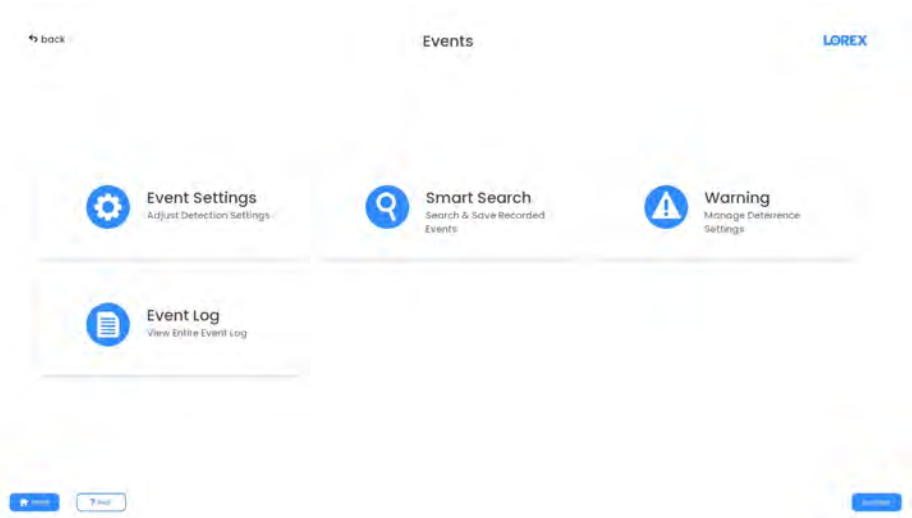 back
Events
LOREX
Event Settings
Adjust Detection Settings
Smart Search
Search & Save Recorded
Events
Warning
Manage Deterrence
Settings
Event Log
View Entire Event Log
?